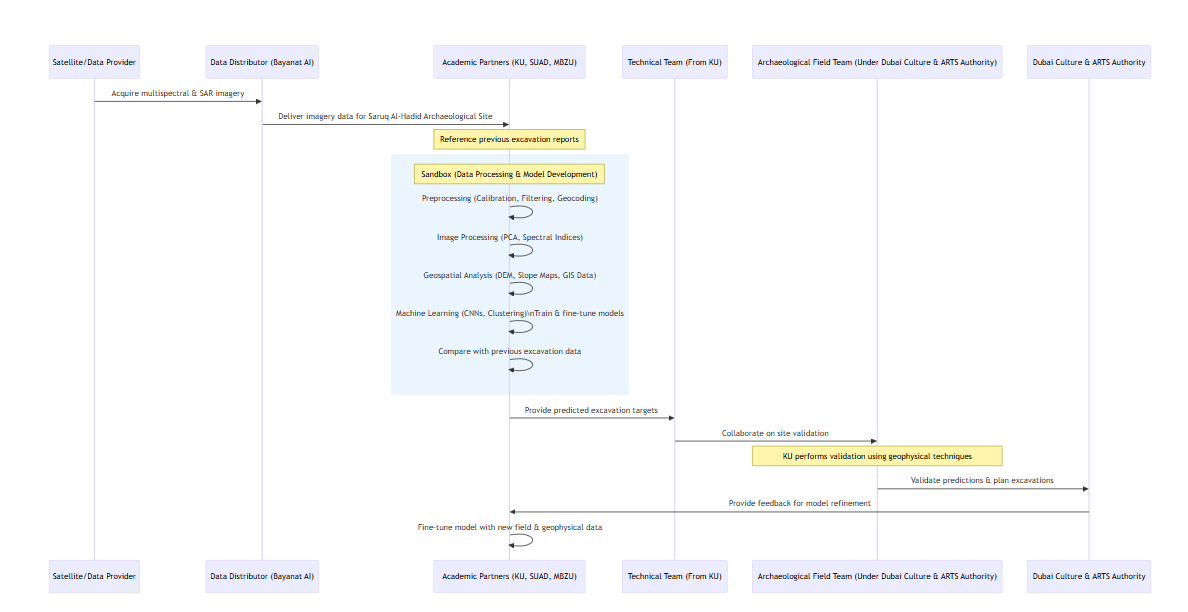 Satellite/Data Provider
Data Distributor (Bayanat AI)
Academic Partners (KU, SUAD, MBZU)
Technical Team (From KU)
Archaeological Field Team (Under Dubai Culture & ARTS Authority)
Dubai Culture & ARTS Authority
Acquire multispectral & SAR imagery
Deliver imagery data for Saruq Al-Hadid Archaeological Site
Reference previous excavation reports
Sandbox (Data Processing & Model Development)
Preprocessing (Calibration, Filtering, Geocoding)
Image Processing (PCA, Spectral Indices)
Geospatial Analysis (DEM, Slope Maps, GIS Data)
Machine Learning (CNNs, Clustering)\nTrain & fine-tune models
Compare with previous excavation data
Provide predicted excavation targets
Collaborate on site validation
KU performs validation using geophysical techniques
Validate predictions & plan excavations
Provide feedback for model refinement
Fine-tune model with new field & geophysical data
Satellite/Data Provider
Data Distributor (Bayanat AI)
Academic Partners (KU, SUAD, MBZU)
Technical Team (From KU)
Archaeological Field Team (Under Dubai Culture & ARTS Authority)
Dubai Culture & ARTS Authority